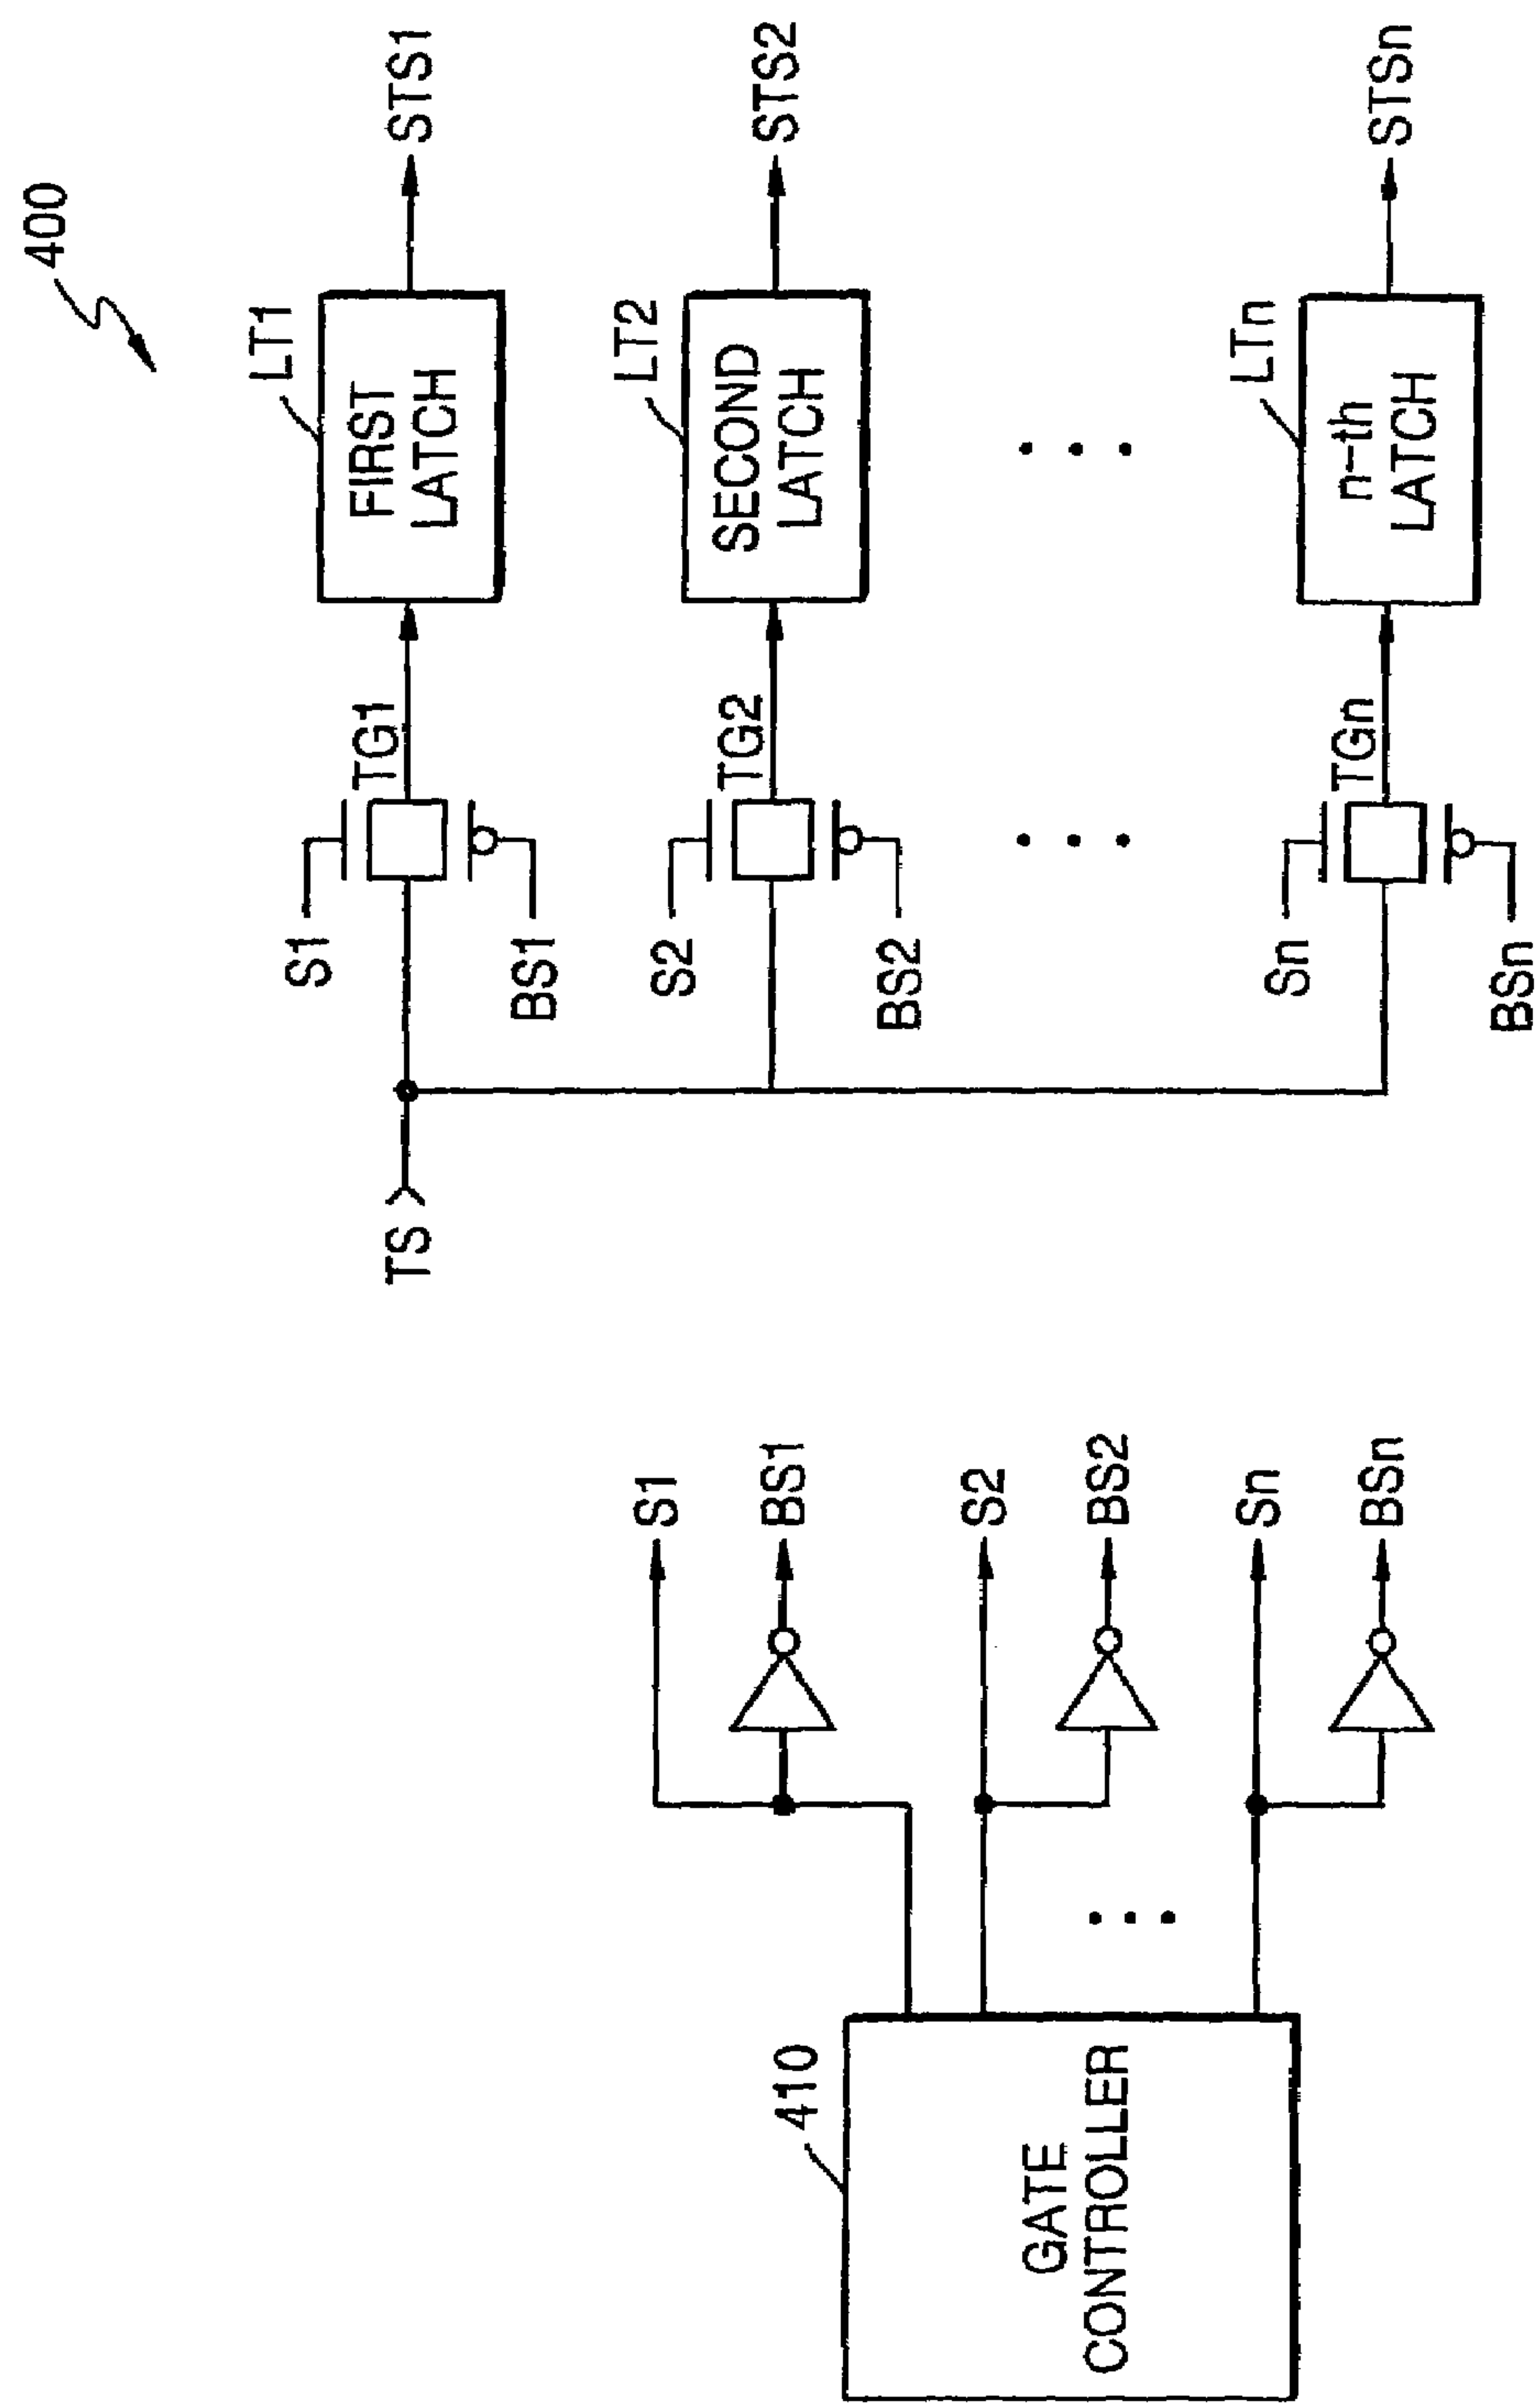 400
410
GATE
CONTROLLER
S1
BS1
S2
BS2
Sn
BSn
TS
S1
BS1
TG1
LT1
FIRST
LATCH
STS1
S2
BS2
TG2
LT2
SECOND
LATCH
STS2
Sn
BSn
TGn
LTn
n-th
LATCH
STSn